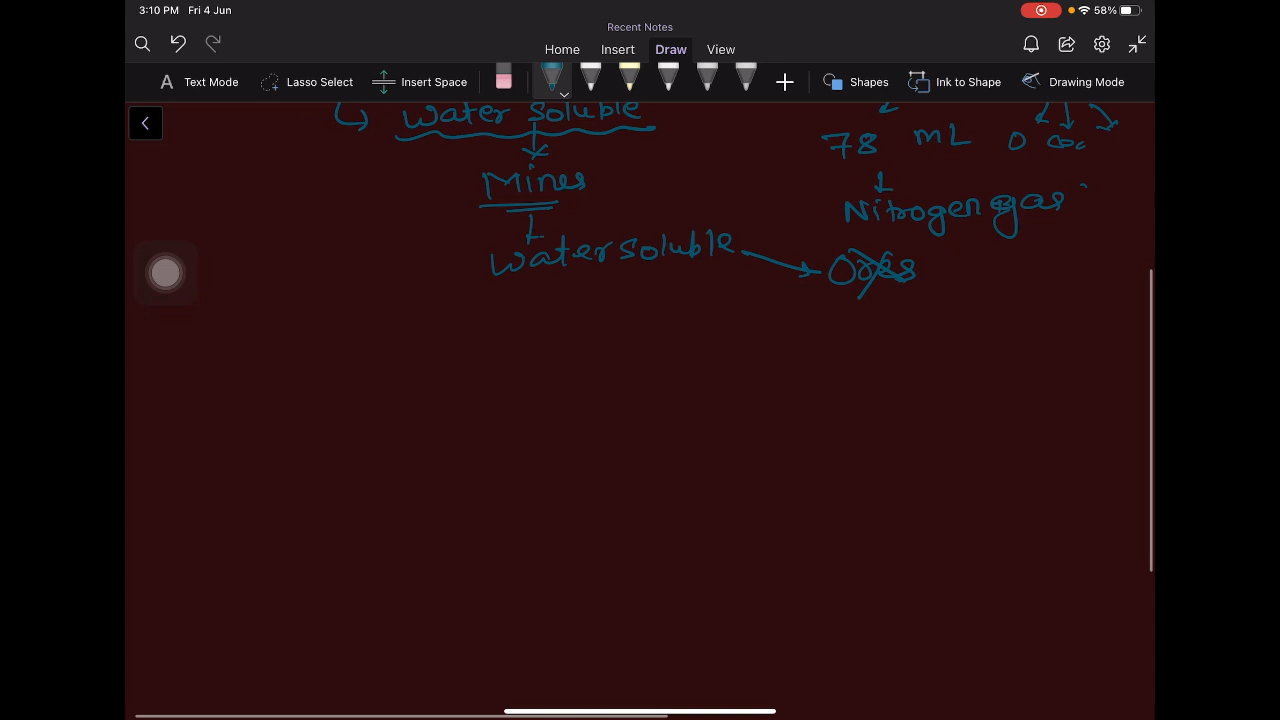 3:10 PM Fri 4 Jun
58%
Recent Notes
Home Insert Draw View
Text Mode Lasso Select Insert Space Shapes Ink to Shape Drawing Mode
Water Soluble
78 mL O
Mines
Nitrogen gas
Water soluble
Ores